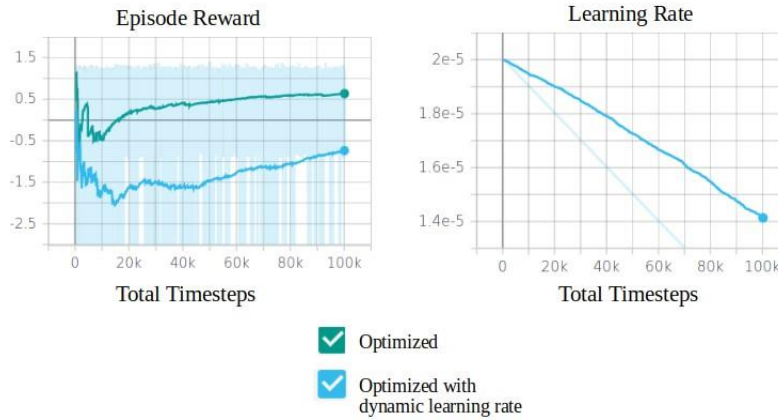 Episode Reward
1.5
0.5
-0.5
-1.5
-2.5
0 20k 40k 60k 80k 100k
Total Timesteps
Learning Rate
2e-5
1.8e-5
1.6e-5
1.4e-5
0 20k 40k 60k 80k 100k
Total Timesteps
Optimized
Optimized with
dynamic learning rate